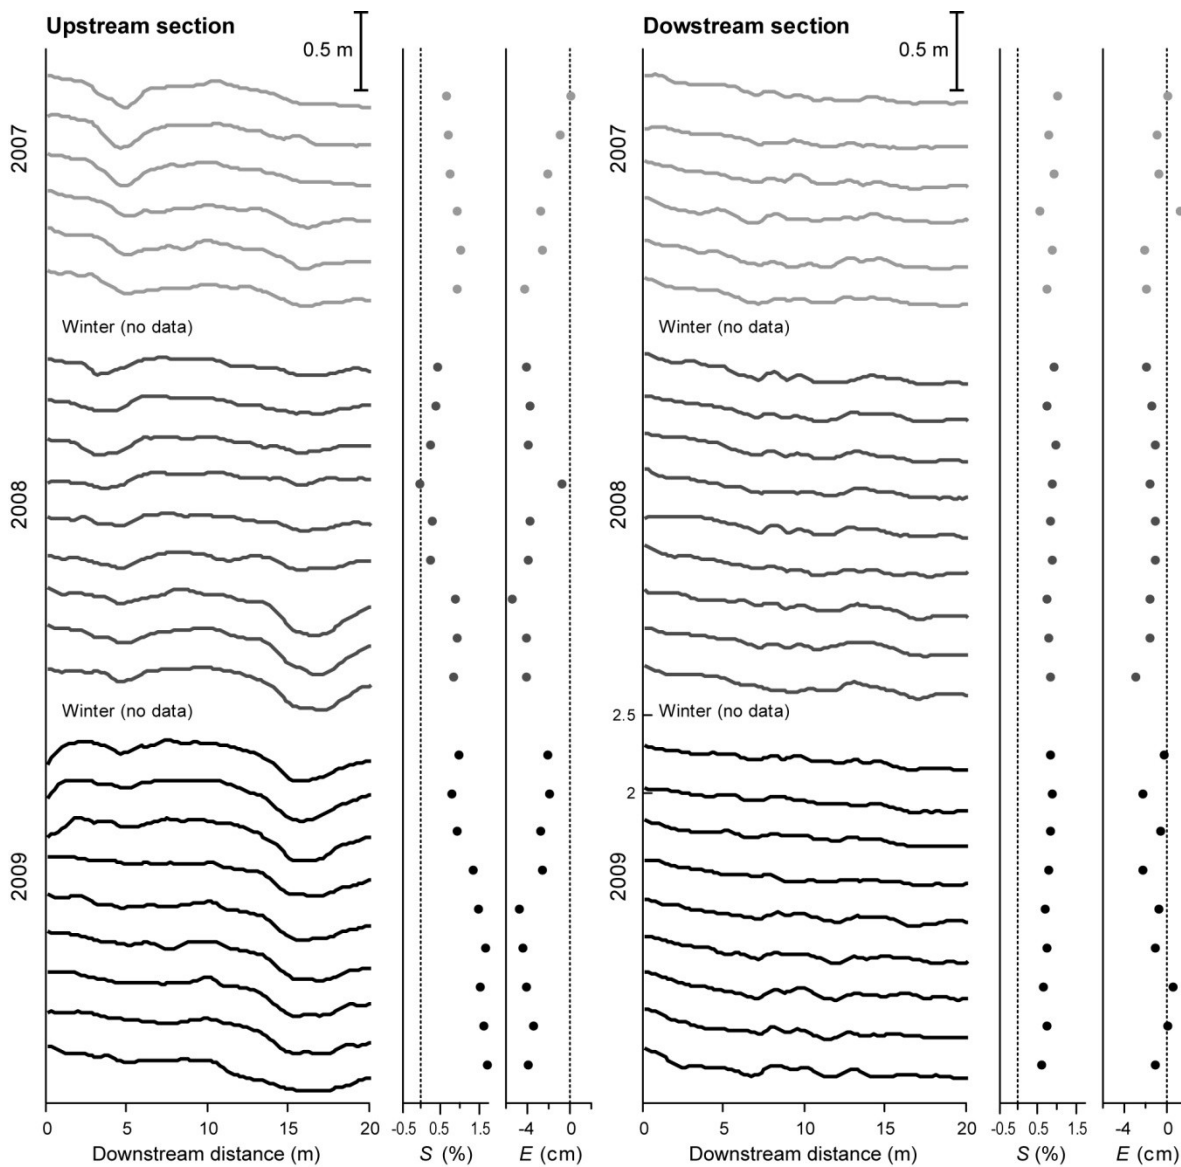 Upstream section
0.5 m
Dowstream section
0.5 m
2007
2007
Winter (no data)
Winter (no data)
2008
2008
Winter (no data)
2.5
Winter (no data)
2
2009
2009
0 5 10 15 20
-0.5 0.5 1.5
-4 0
0 5 10 15 20
-0.5 0.5 1.5
-4 0
Downstream distance (m)
S (%)
E (cm)
Downstream distance (m)
S (%)
E (cm)